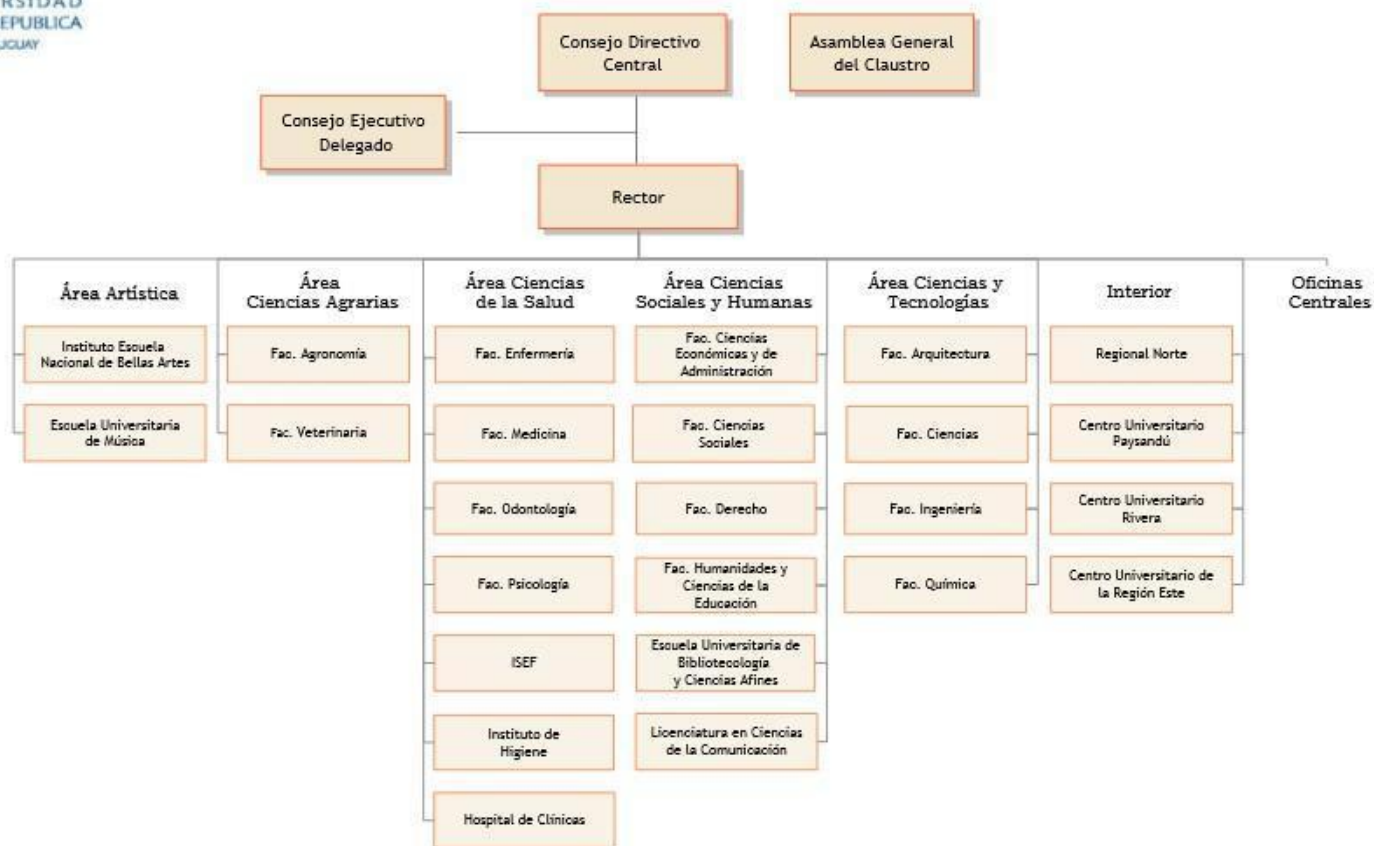 UGUAY
Consejo Directivo
Central
Asamblea General
del Claustro
Consejo Ejecutivo
Delegado
Rector
Área Artística
Instituto Escuela
Nacional de Bellas Artes
Escuela Universitaria
de Música
Área
Ciencias Agrarias
Fac. Agronomía
Fac. Veterinaria
Área Ciencias
de la Salud
Fac. Enfermería
Fac. Medicina
Fac. Odontología
Fac. Psicología
ISEF
Instituto de
Higiene
Hospital de Clínicas
Área Ciencias
Sociales y Humanas
Fac. Ciencias
Económicas y de
Administración
Fac. Ciencias
Sociales
Fac. Derecho
Fac. Humanidades y
Ciencias de la
Educación
Escuela Universitaria de
Bibliotecología
y Ciencias Afines
Licenciatura en Ciencias
de la Comunicación
Área Ciencias y
Tecnologías
Fac. Arquitectura
Fac. Ciencias
Fac. Ingeniería
Fac. Química
Interior
Regional Norte
Centro Universitario
Paysandú
Centro Universitario
Rivera
Centro Universitario de
la Región Este
Oficinas
Centrales